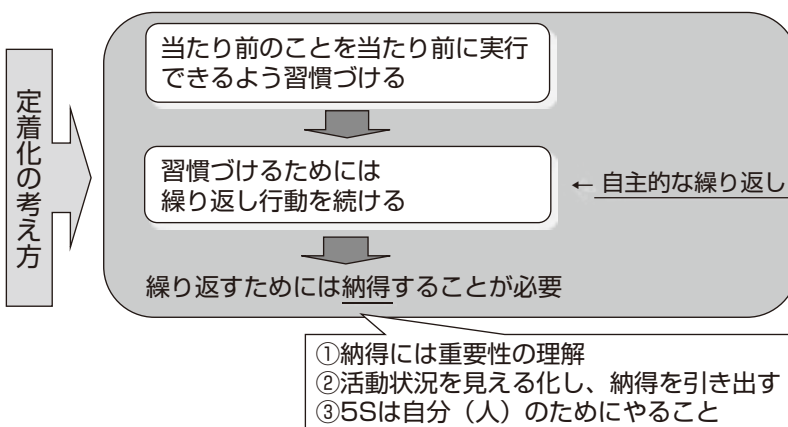 定着化の考え方
当たり前のことを当たり前に実行
できるよう習慣づける
習慣づけるためには
繰り返し行動を続ける
← 自主的な繰り返し
繰り返すためには納得することが必要
①納得には重要性の理解
②活動状況を見える化し、納得を引き出す
③5Sは自分（人）のためにやること